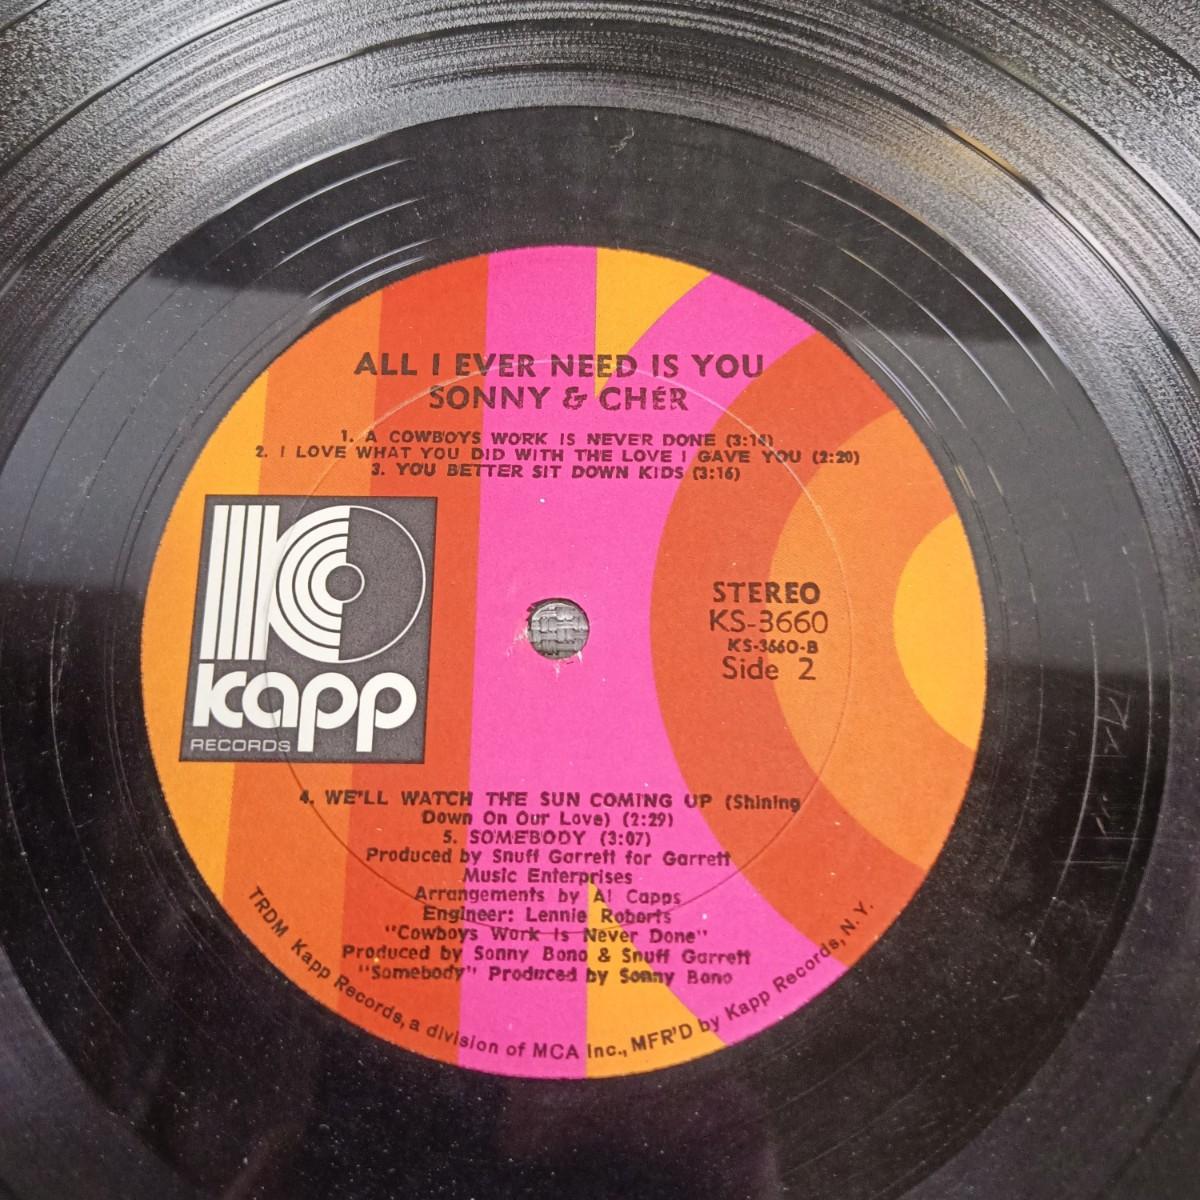 ALL I EVER NEED IS YOU
SONNY & CHÉR
1. A COWBOYS WORK IS NEVER DONE (3:14)
2. I LOVE WHAT YOU DID WITH THE LOVE I GAVE YOU (2:20)
3. YOU BETTER SIT DOWN KIDS (3:16)
kapp
RECORDS
STEREO
KS-3660
KS-3660-B
Side 2
4. WE'LL WATCH THE SUN COMING UP (Shining
Down On Our Love) (2:29)
5. SOMEBODY (3:07)
Produced by Snuff Garrett for Garrett
Music Enterprises
Arrangements by Al Capps
Engineer: Lennie Roberts
"Cowboys Work Is Never Done"
Produced by Sonny Bono & Snuff Garrett
"Somebody" Produced by Sonny Bono
TRDM Kapp Records, a division of MCA Inc., MFR'D by Kapp Records, N.Y.